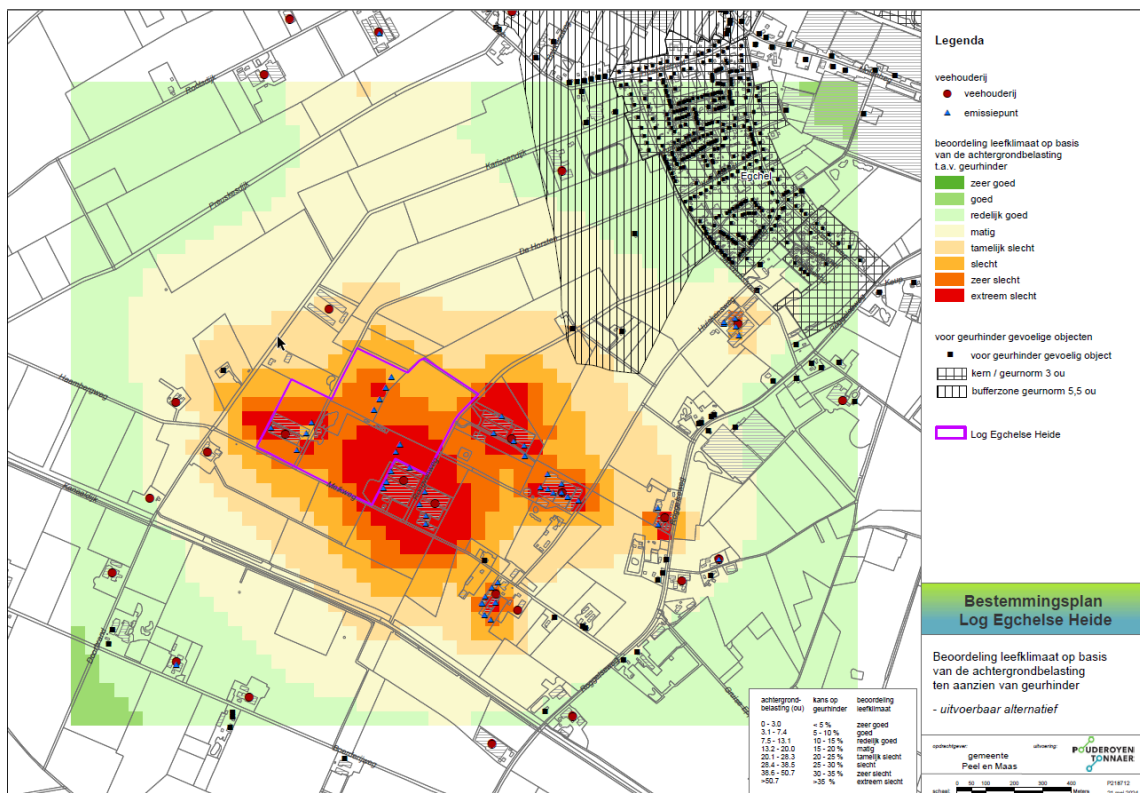 Legenda
veehouderij
veehouderij
emissiepunt
beoordeling leefklimaat op basis
van de achtergrondbelasting
t.a.v. geurhinder
zeer goed
goed
redelijk goed
matig
tamelijk slecht
slecht
zeer slecht
extreem slecht
voor geurhinder gevoelige objecten
voor geurhinder gevoelig object
kern / geurnorm 3 ou
bufferzone geurnorm 5,5 ou
Log Egchelse Heide
Bestemmingsplan
Log Egchelse Heide
Beoordeling leefklimaat op basis
van de achtergrondbelasting
ten aanzien van geurhinder
- uitvoerbaar alternatief
opdrachtgever: uitvoering:
gemeente
Peel en Maas
POUDEROYEN
TONNAER
P218712
schaal: 0 50 100 200 300 400 Meters
achtergrond- kans op beoordeling
belasting (ou) geurhinder leefklimaat
0 - 3.0 < 5 % zeer goed
3.1 - 7.4 5 - 10 % goed
7.5 - 13.1 10 - 15 % redelijk goed
13.2 - 20.0 15 - 20 % matig
20.1 - 28.3 20 - 25 % tamelijk slecht
28.4 - 38.5 25 - 30 % slecht
38.6 - 50.7 30 - 35 % zeer slecht
>50.7 >35 % extreem slecht
Egchel
De Horsten
Keup